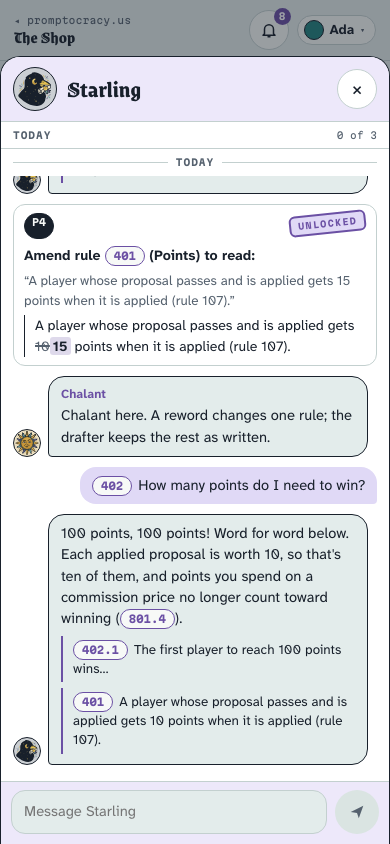 ◂ promptocracy.us
The Shop
8
Ada ▾
Starling
×
TODAY
0 of 3
TODAY
P4
UNLOCKED
Amend rule 401 (Points) to read:
“A player whose proposal passes and is applied gets 15
points when it is applied (rule 107).”
A player whose proposal passes and is applied gets
10 15 points when it is applied (rule 107).
Chalant
Chalant here. A reword changes one rule; the
drafter keeps the rest as written.
402 How many points do I need to win?
100 points, 100 points! Word for word below.
Each applied proposal is worth 10, so that's
ten of them, and points you spend on a
commission price no longer count toward
winning (801.4).
402.1 The first player to reach 100 points
wins…
401 A player whose proposal passes and is
applied gets 10 points when it is applied (rule
107).
Message Starling